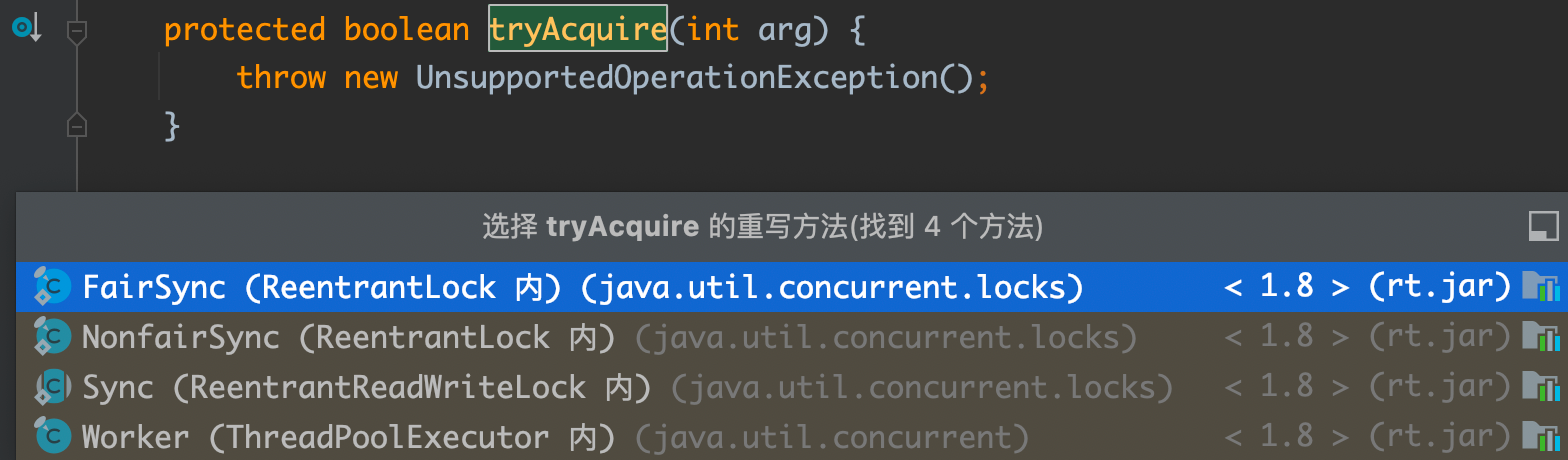 protected boolean tryAcquire(int arg) {
throw new UnsupportedOperationException();
}
选择 tryAcquire 的重写方法(找到 4 个方法)
FairSync (ReentrantLock 内) (java.util.concurrent.locks) < 1.8 > (rt.jar)
NonfairSync (ReentrantLock 内) (java.util.concurrent.locks) < 1.8 > (rt.jar)
Sync (ReentrantReadWriteLock 内) (java.util.concurrent.locks) < 1.8 > (rt.jar)
Worker (ThreadPoolExecutor 内) (java.util.concurrent) < 1.8 > (rt.jar)